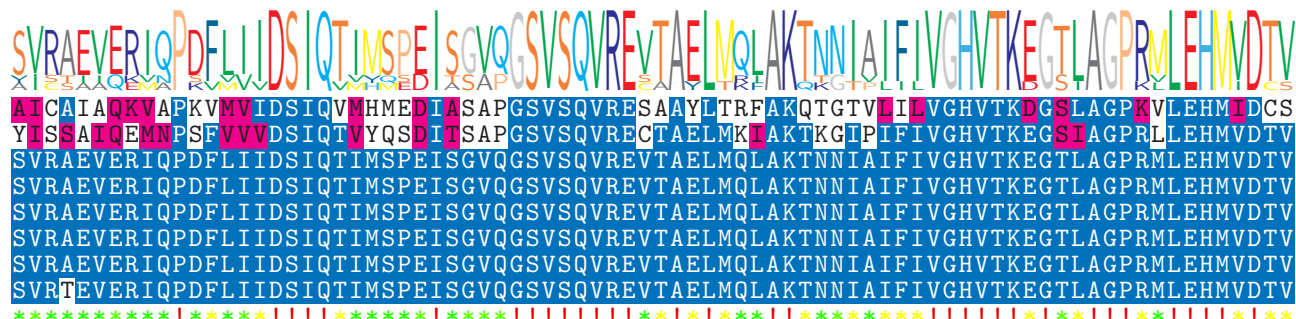 SVRAEVERIQPDFLIIDSIQTIMSPEISGVQGSVSQVREVTAELMQLAKTNNIAIFIVGHVTKEGTLAGPRMLEHMVDTV
AICAIAQKVAPKVMVIDSIQVMHMEDIASAPGSVSQVRESAAYLTRFAKQTGTVLILVGHVTKDGSLAGPKVLEHMIDCS
YISSAIQEMNPSFVVVDSIQTVYQSDITSAPGSVSQVRECTAELMKIAKTKGIPIFIVGHVTKEGSIAGPRLLEHMVDTV
SVRAEVERIQPDFLIIDSIQTIMSPEISGVQGSVSQVREVTAELMQLAKTNNIAIFIVGHVTKEGTLAGPRMLEHMVDTV
SVRAEVERIQPDFLIIDSIQTIMSPEISGVQGSVSQVREVTAELMQLAKTNNIAIFIVGHVTKEGTLAGPRMLEHMVDTV
SVRAEVERIQPDFLIIDSIQTIMSPEISGVQGSVSQVREVTAELMQLAKTNNIAIFIVGHVTKEGTLAGPRMLEHMVDTV
SVRAEVERIQPDFLIIDSIQTIMSPEISGVQGSVSQVREVTAELMQLAKTNNIAIFIVGHVTKEGTLAGPRMLEHMVDTV
SVRAEVERIQPDFLIIDSIQTIMSPEISGVQGSVSQVREVTAELMQLAKTNNIAIFIVGHVTKEGTLAGPRMLEHMVDTV
SVRTEVERIQPDFLIIDSIQTIMSPEISGVQGSVSQVREVTAELMQLAKTNNIAIFIVGHVTKEGTLAGPRMLEHMVDTV
**********!*****!!!!******!****!!!!!!!!**!*!***!!********!!!!!!*!**!!!**!!!!*!**